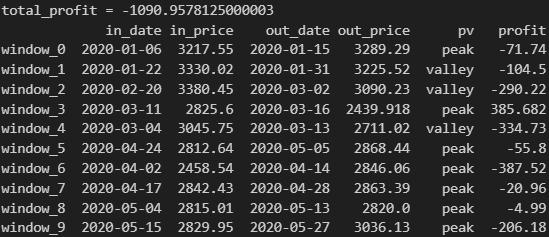 total_profit = -1090.9578125000003
in_date in_price out_date out_price pv profit
window_0 2020-01-06 3217.55 2020-01-15 3289.29 peak -71.74
window_1 2020-01-22 3330.02 2020-01-31 3225.52 valley -104.5
window_2 2020-02-20 3380.45 2020-03-02 3090.23 valley -290.22
window_3 2020-03-11 2825.6 2020-03-16 2439.918 peak 385.682
window_4 2020-03-04 3045.75 2020-03-13 2711.02 valley -334.73
window_5 2020-04-24 2812.64 2020-05-05 2868.44 peak -55.8
window_6 2020-04-02 2458.54 2020-04-14 2846.06 peak -387.52
window_7 2020-04-17 2842.43 2020-04-28 2863.39 peak -20.96
window_8 2020-05-04 2815.01 2020-05-13 2820.0 peak -4.99
window_9 2020-05-15 2829.95 2020-05-27 3036.13 peak -206.18